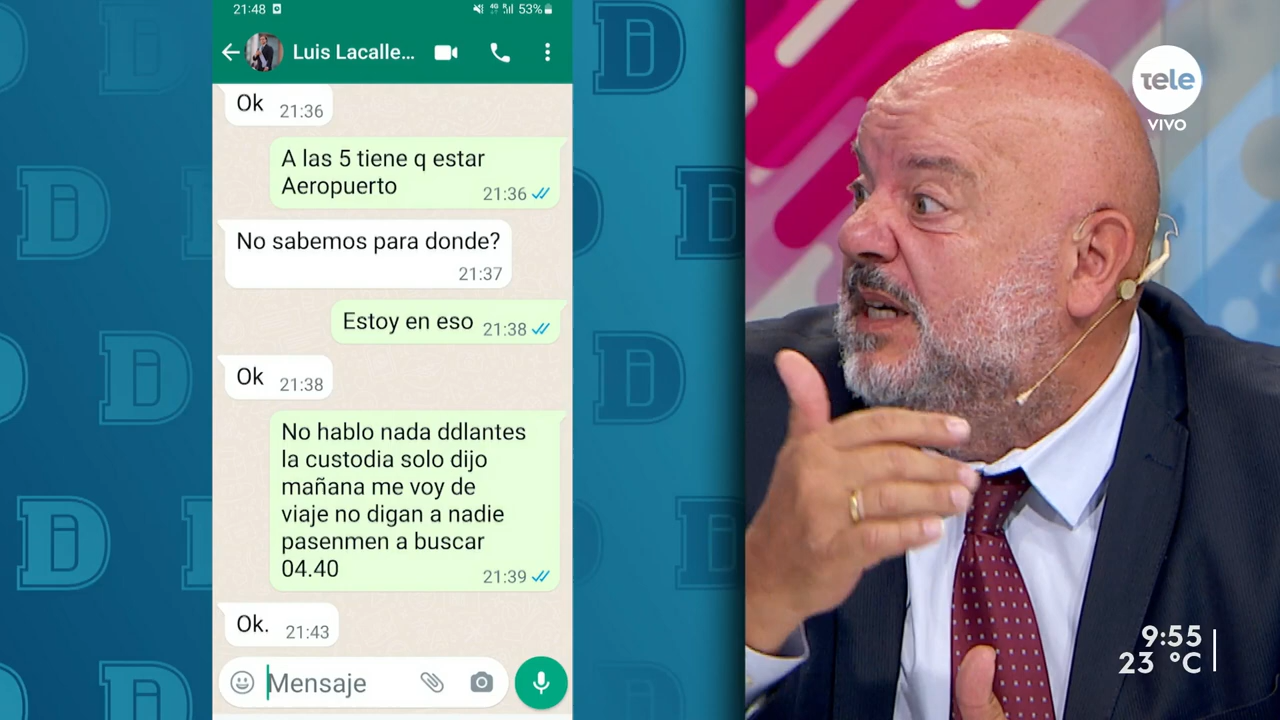 21:48
4G
53%
Luis Lacalle...
Ok
21:36
A las 5 tiene q estar
Aeropuerto
21:36
No sabemos para donde?
21:37
Estoy en eso
21:38
Ok
21:38
No hablo nada ddlantes
la custodia solo dijo
mañana me voy de
viaje no digan a nadie
pasenmen a buscar
04.40
21:39
Ok.
21:43
Mensaje
tele
VIVO
9:55
23 °C